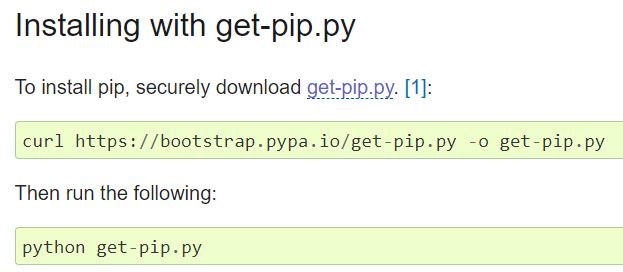 Installing with get-pip.py
To install pip, securely download get-pip.py. [1]:
curl https://bootstrap.pypa.io/get-pip.py -o get-pip.py
Then run the following:
python get-pip.py